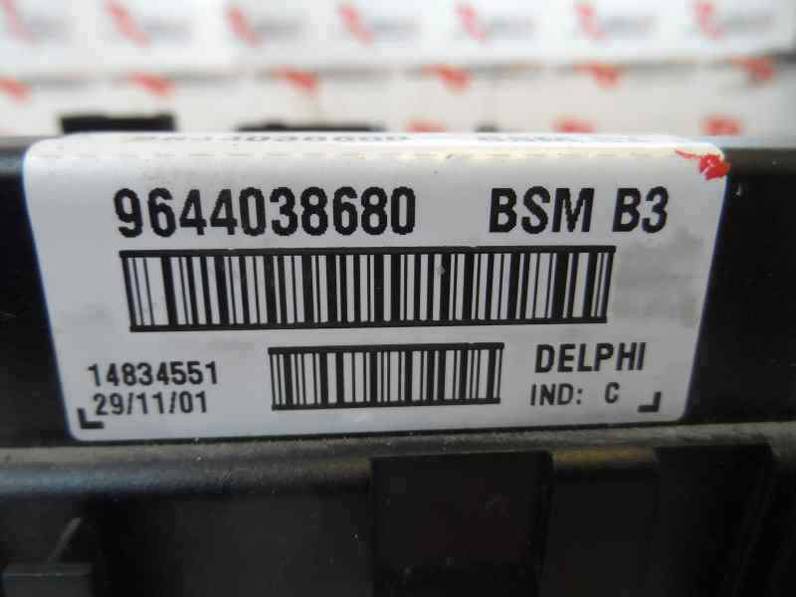 9644038680 BSM B3
14834551 DELPHI
29/11/01 IND: C